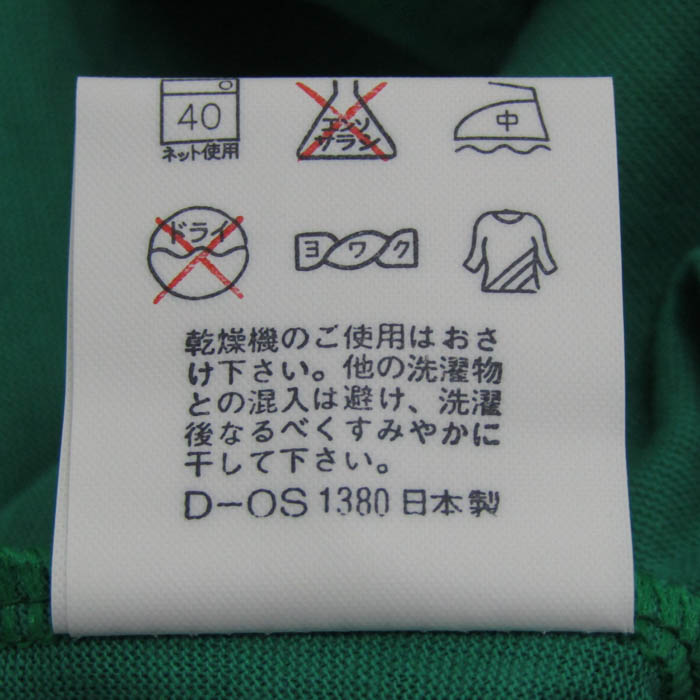 40
ネット使用
エンソ
サラシ
中
ドライ
ヨワク
乾燥機のご使用はおさ
け下さい。他の洗濯物
との混入は避け、洗濯
後なるべくすみやかに
干して下さい。
D-OS 1380 日本製